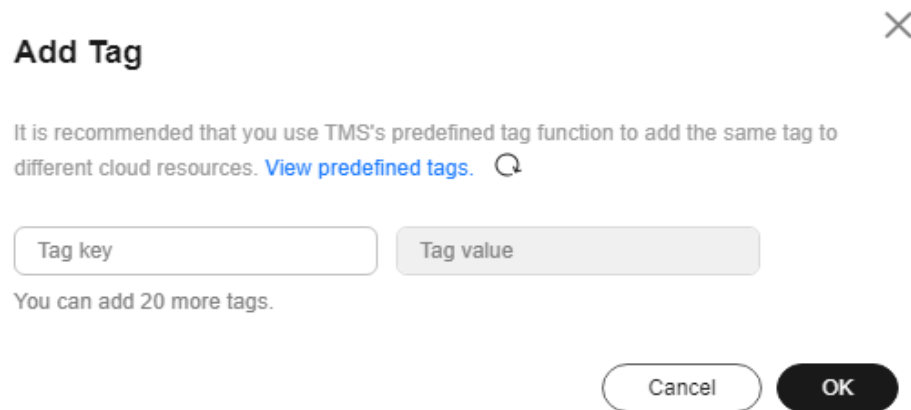 Add Tag
It is recommended that you use TMS's predefined tag function to add the same tag to
different cloud resources. View predefined tags.
Tag key
Tag value
You can add 20 more tags.
Cancel
OK